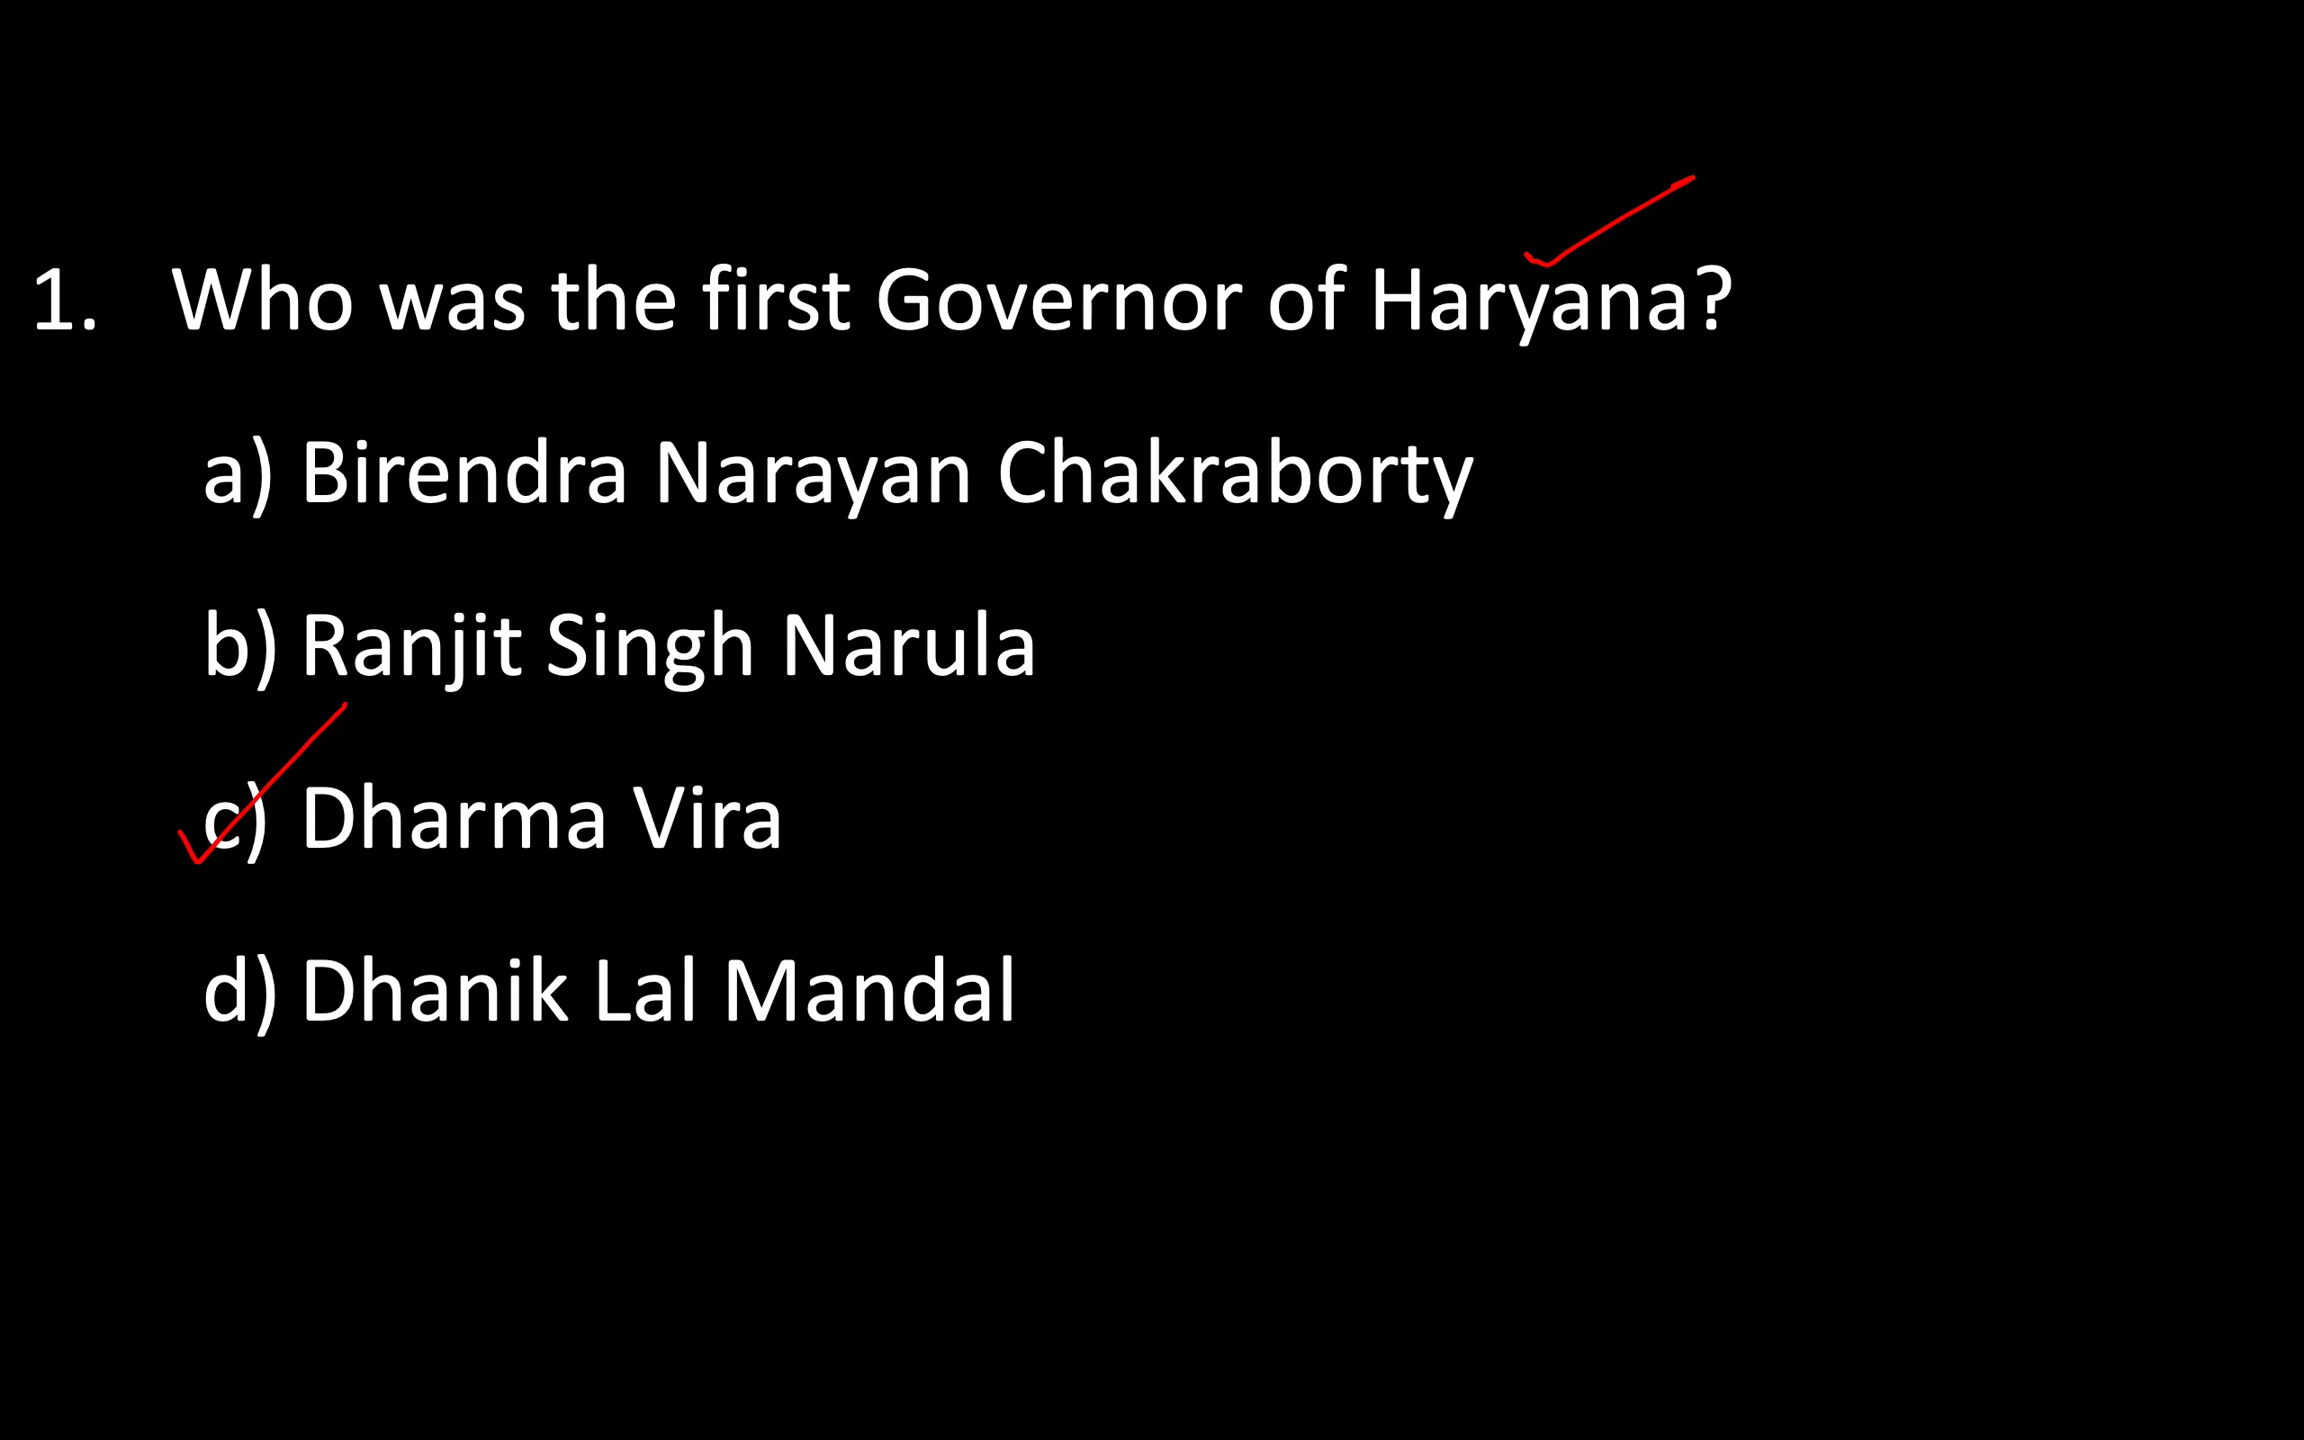 1. Who was the first Governor of Haryana?
a) Birendra Narayan Chakraborty
b) Ranjit Singh Narula
c) Dharma Vira
d) Dhanik Lal Mandal